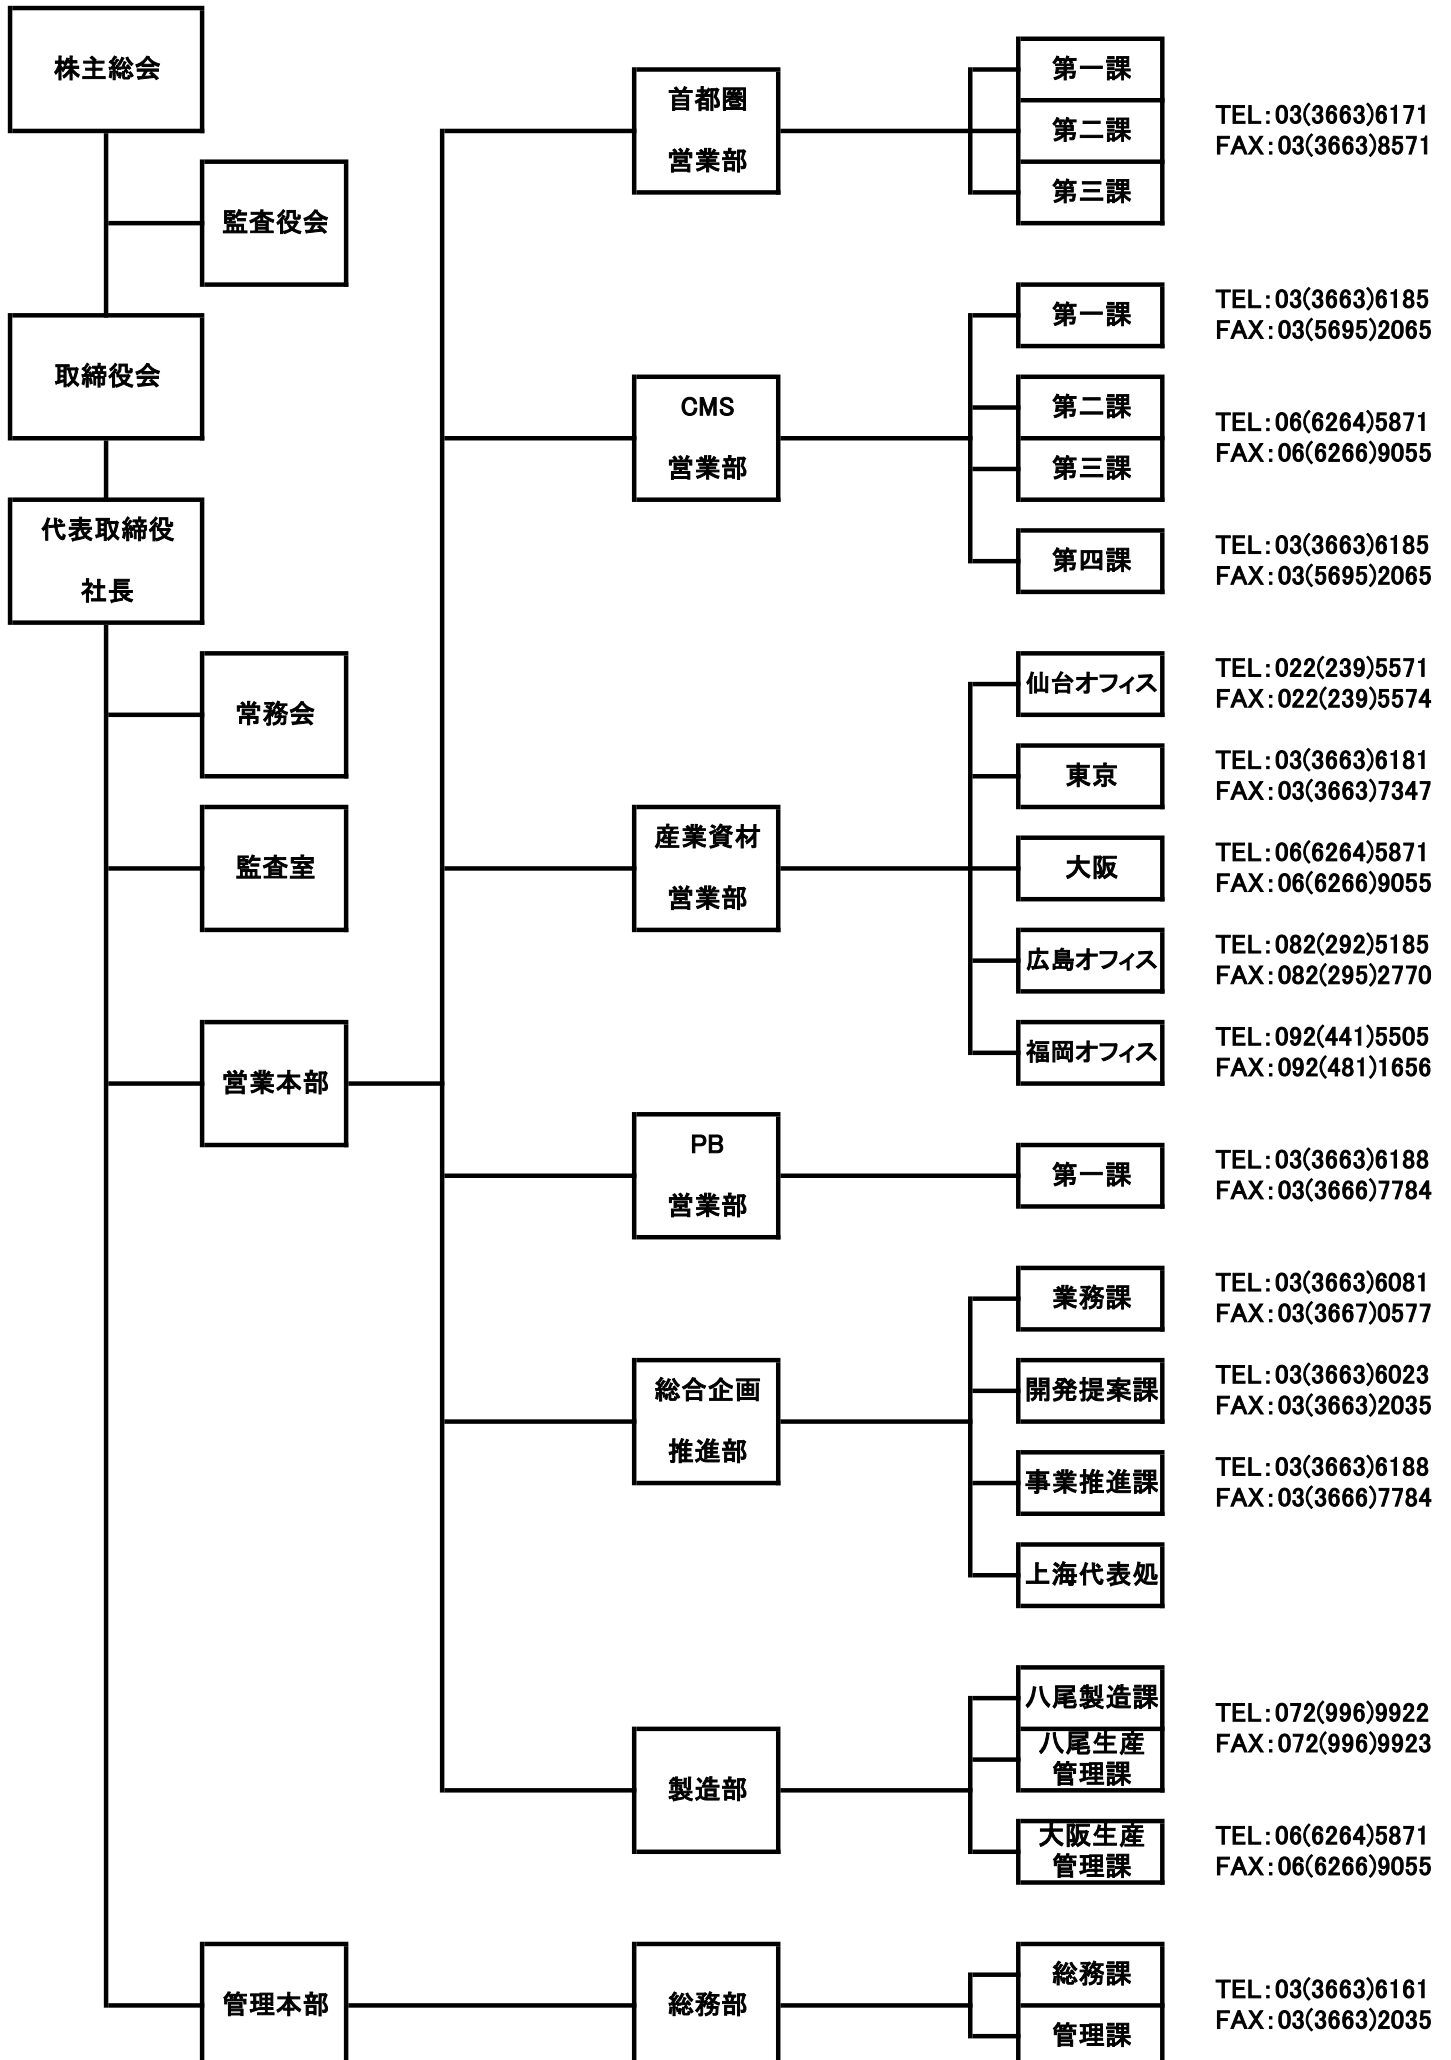 株主総会
監査役会
取締役会
代表取締役
社長
常務会
監査室
営業本部
管理本部
首都圏
営業部
第一課
第二課
第三課
TEL:03(3663)6171
FAX:03(3663)8571
CMS
営業部
第一課
TEL:03(3663)6185
FAX:03(5695)2065
第二課
第三課
TEL:06(6264)5871
FAX:06(6266)9055
第四課
TEL:03(3663)6185
FAX:03(5695)2065
産業資材
営業部
仙台オフィス
TEL:022(239)5571
FAX:022(239)5574
東京
TEL:03(3663)6181
FAX:03(3663)7347
大阪
TEL:06(6264)5871
FAX:06(6266)9055
広島オフィス
TEL:082(292)5185
FAX:082(295)2770
福岡オフィス
TEL:092(441)5505
FAX:092(481)1656
PB
営業部
第一課
TEL:03(3663)6188
FAX:03(3666)7784
総合企画
推進部
業務課
TEL:03(3663)6081
FAX:03(3667)0577
開発提案課
TEL:03(3663)6023
FAX:03(3663)2035
事業推進課
TEL:03(3663)6188
FAX:03(3666)7784
上海代表処
製造部
八尾製造課
八尾生産
管理課
TEL:072(996)9922
FAX:072(996)9923
大阪生産
管理課
TEL:06(6264)5871
FAX:06(6266)9055
総務部
総務課
管理課
TEL:03(3663)6161
FAX:03(3663)2035